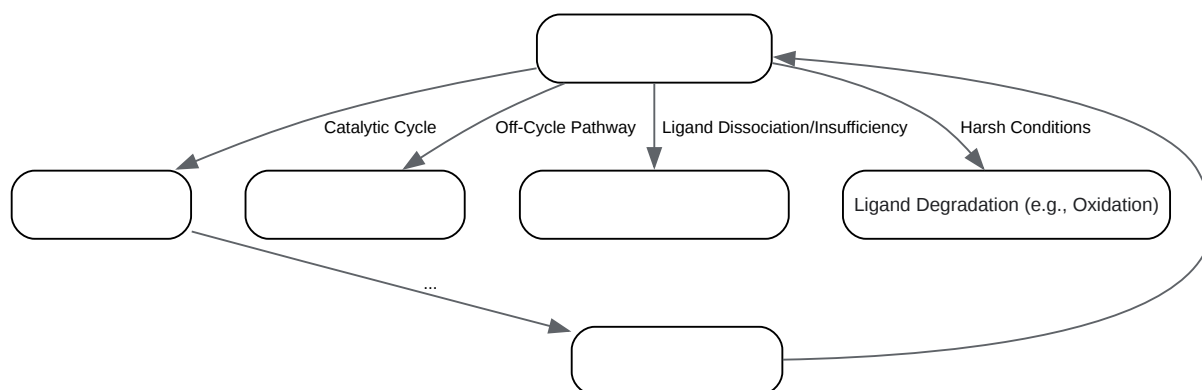 Catalytic Cycle
Off-Cycle Pathway
Ligand Dissociation/Insufficiency
Harsh Conditions
Ligand Degradation (e.g., Oxidation)
...